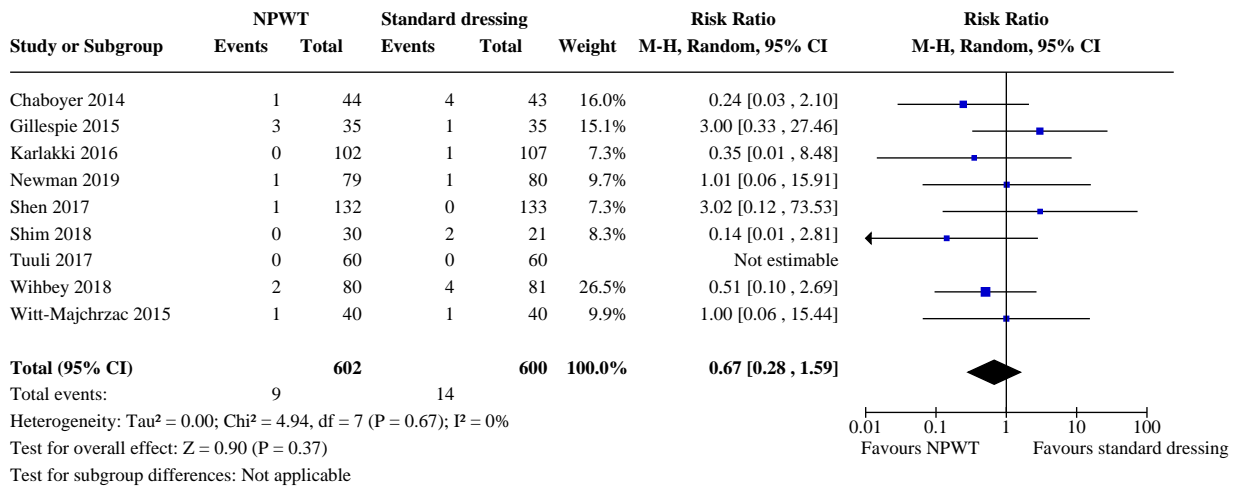 NPWT Standard dressing Risk Ratio Risk Ratio
Study or Subgroup Events Total Events Total Weight M-H, Random, 95% CI M-H, Random, 95% CI
Chaboyer 2014 1 44 4 43 16.0% 0.24 [0.03 , 2.10]
Gillespie 2015 3 35 1 35 15.1% 3.00 [0.33 , 27.46]
Karlakki 2016 0 102 1 107 7.3% 0.35 [0.01 , 8.48]
Newman 2019 1 79 1 80 9.7% 1.01 [0.06 , 15.91]
Shen 2017 1 132 0 133 7.3% 3.02 [0.12 , 73.53]
Shim 2018 0 30 2 21 8.3% 0.14 [0.01 , 2.81]
Tuuli 2017 0 60 0 60 Not estimable
Wihbey 2018 2 80 4 81 26.5% 0.51 [0.10 , 2.69]
Witt-Majchrzac 2015 1 40 1 40 9.9% 1.00 [0.06 , 15.44]
Total (95% CI) 602 600 100.0% 0.67 [0.28 , 1.59]
Total events: 9 14
Heterogeneity: Tau² = 0.00; Chi² = 4.94, df = 7 (P = 0.67); I² = 0%
0.01 0.1 1 10 100
Test for overall effect: Z = 0.90 (P = 0.37)
Favours NPWT Favours standard dressing
Test for subgroup differences: Not applicable